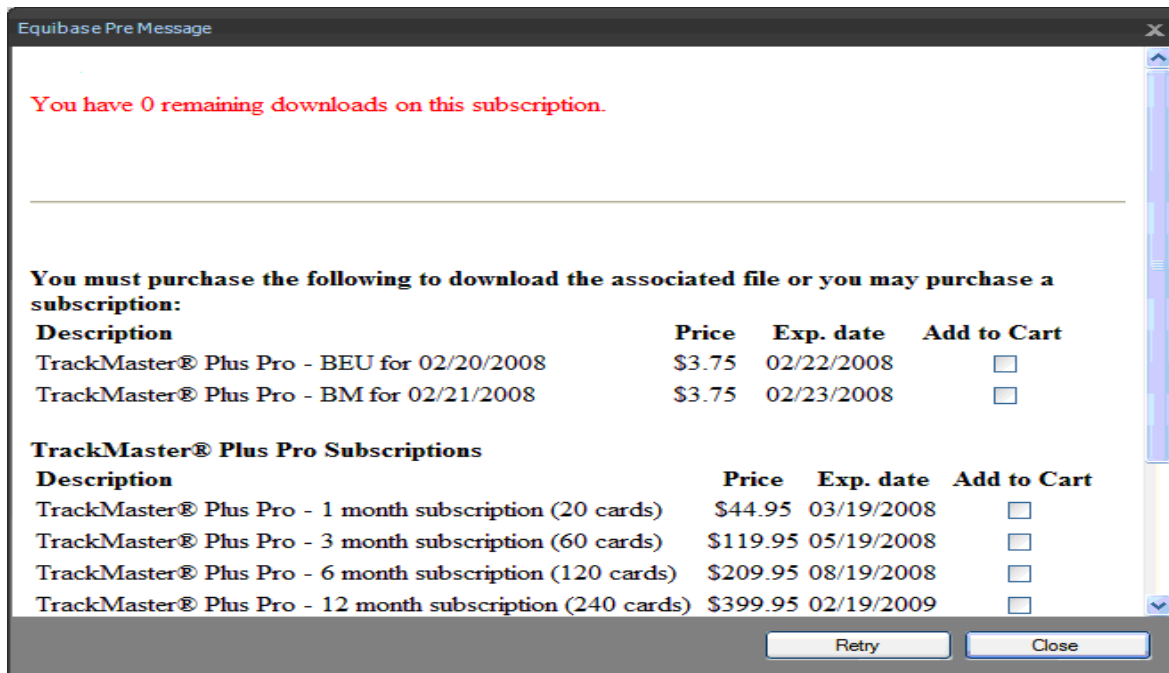 Equibase Pre Message
You have 0 remaining downloads on this subscription.
You must purchase the following to download the associated file or you may purchase a
subscription:
Description Price Exp. date Add to Cart
TrackMaster® Plus Pro - BEU for 02/20/2008 $3.75 02/22/2008
TrackMaster® Plus Pro - BM for 02/21/2008 $3.75 02/23/2008
TrackMaster® Plus Pro Subscriptions
Description Price Exp. date Add to Cart
TrackMaster® Plus Pro - 1 month subscription (20 cards) $44.95 03/19/2008
TrackMaster® Plus Pro - 3 month subscription (60 cards) $119.95 05/19/2008
TrackMaster® Plus Pro - 6 month subscription (120 cards) $209.95 08/19/2008
TrackMaster® Plus Pro - 12 month subscription (240 cards) $399.95 02/19/2009
Retry Close